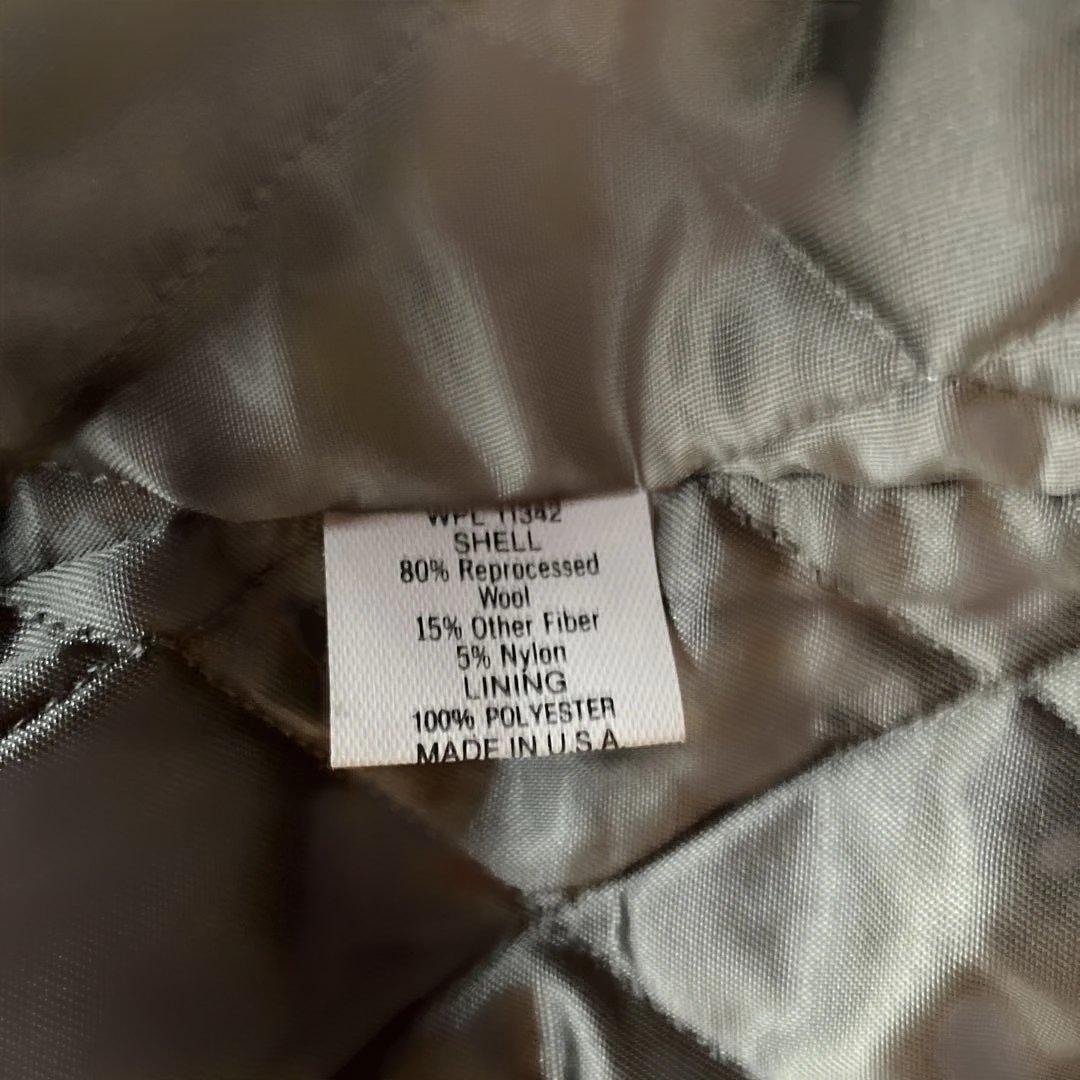 WPL 11342
SHELL
80% Reprocessed
Wool
15% Other Fiber
5% Nylon
LINING
100% POLYESTER
MADE IN U.S.A